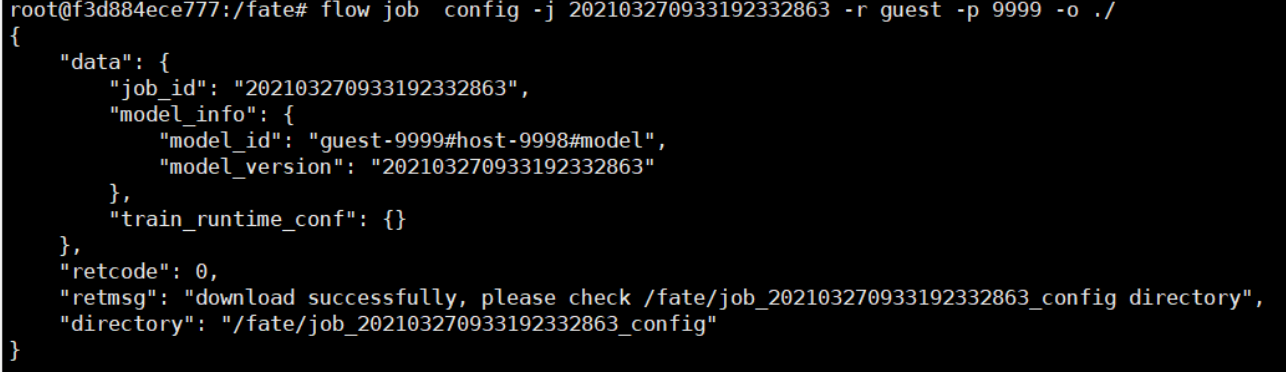 root@f3d884ece777:/fate# flow job  config -j 202103270933192332863 -r guest -p 9999 -o ./
{
    "data": {
        "job_id": "202103270933192332863",
        "model_info": {
            "model_id": "guest-9999#host-9998#model",
            "model_version": "202103270933192332863"
        },
        "train_runtime_conf": {}
    },
    "retcode": 0,
    "retmsg": "download successfully, please check /fate/job_202103270933192332863_config directory",
    "directory": "/fate/job_202103270933192332863_config"
}